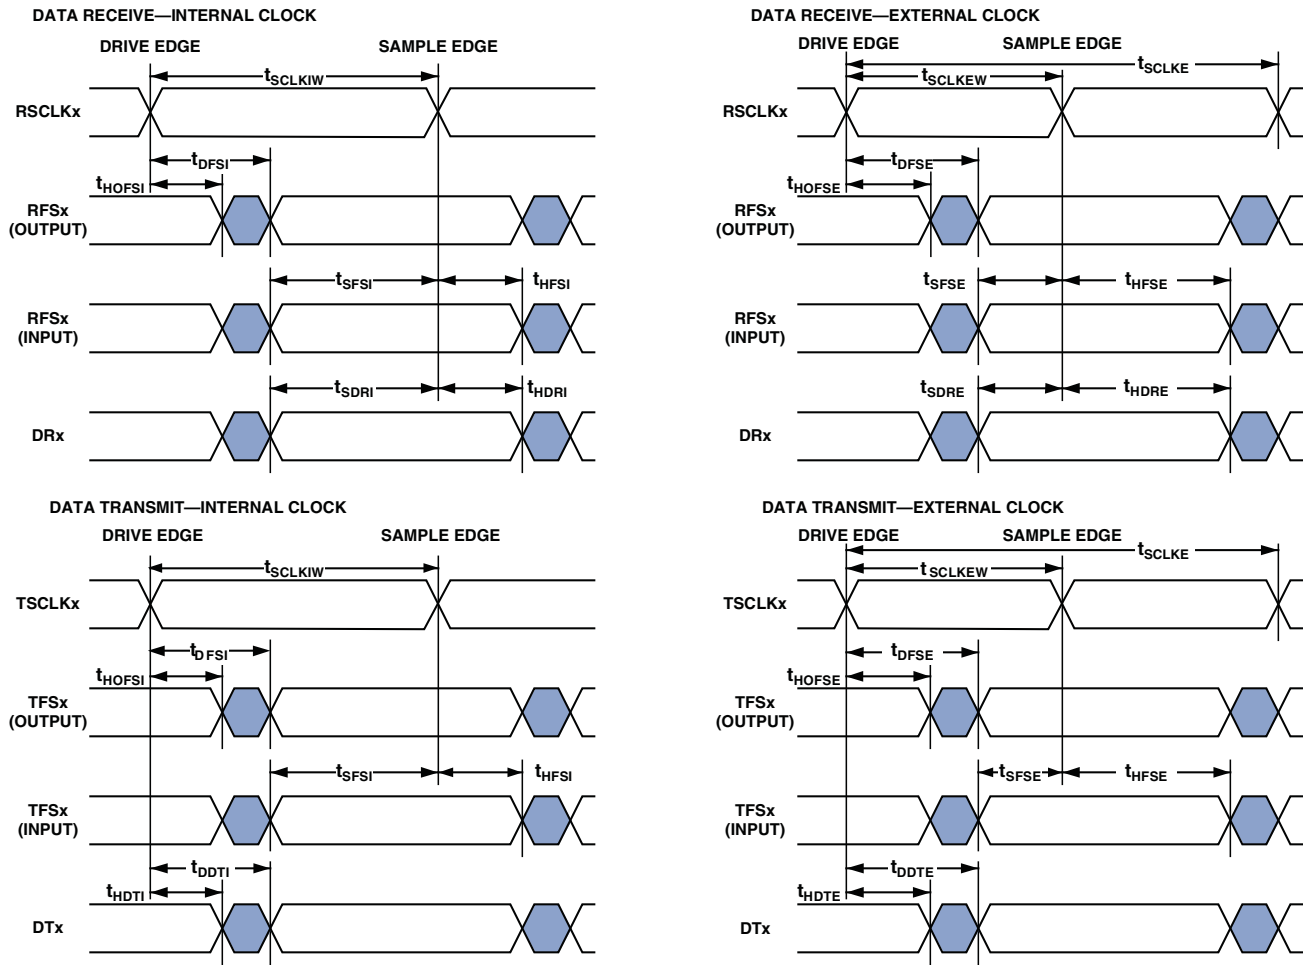 DATA RECEIVE—INTERNAL CLOCK
DRIVE EDGE
SAMPLE EDGE
tSCLKIW
RSCLKx
tDFSI
tHOFSI
RFSx
(OUTPUT)
tSFSI
tHFSI
RFSx
(INPUT)
tSDRI
tHDRI
DRx
DATA RECEIVE—EXTERNAL CLOCK
DRIVE EDGE
SAMPLE EDGE
tSCLKE
tSCLKEW
RSCLKx
tDFSE
tHOFSE
RFSx
(OUTPUT)
tSFSE
tHFSE
RFSx
(INPUT)
tSDRE
tHDRE
DRx
DATA TRANSMIT—INTERNAL CLOCK
DRIVE EDGE
SAMPLE EDGE
tSCLKIW
TSCLKx
tDFSI
tHOFSI
TFSx
(OUTPUT)
tSFSI
tHFSI
TFSx
(INPUT)
tDDTI
tHDTI
DTx
DATA TRANSMIT—EXTERNAL CLOCK
DRIVE EDGE
SAMPLE EDGE
tSCLKE
tSCLKEW
TSCLKx
tDFSE
tHOFSE
TFSx
(OUTPUT)
tSFSE
tHFSE
TFSx
(INPUT)
tDDTE
tHDTE
DTx